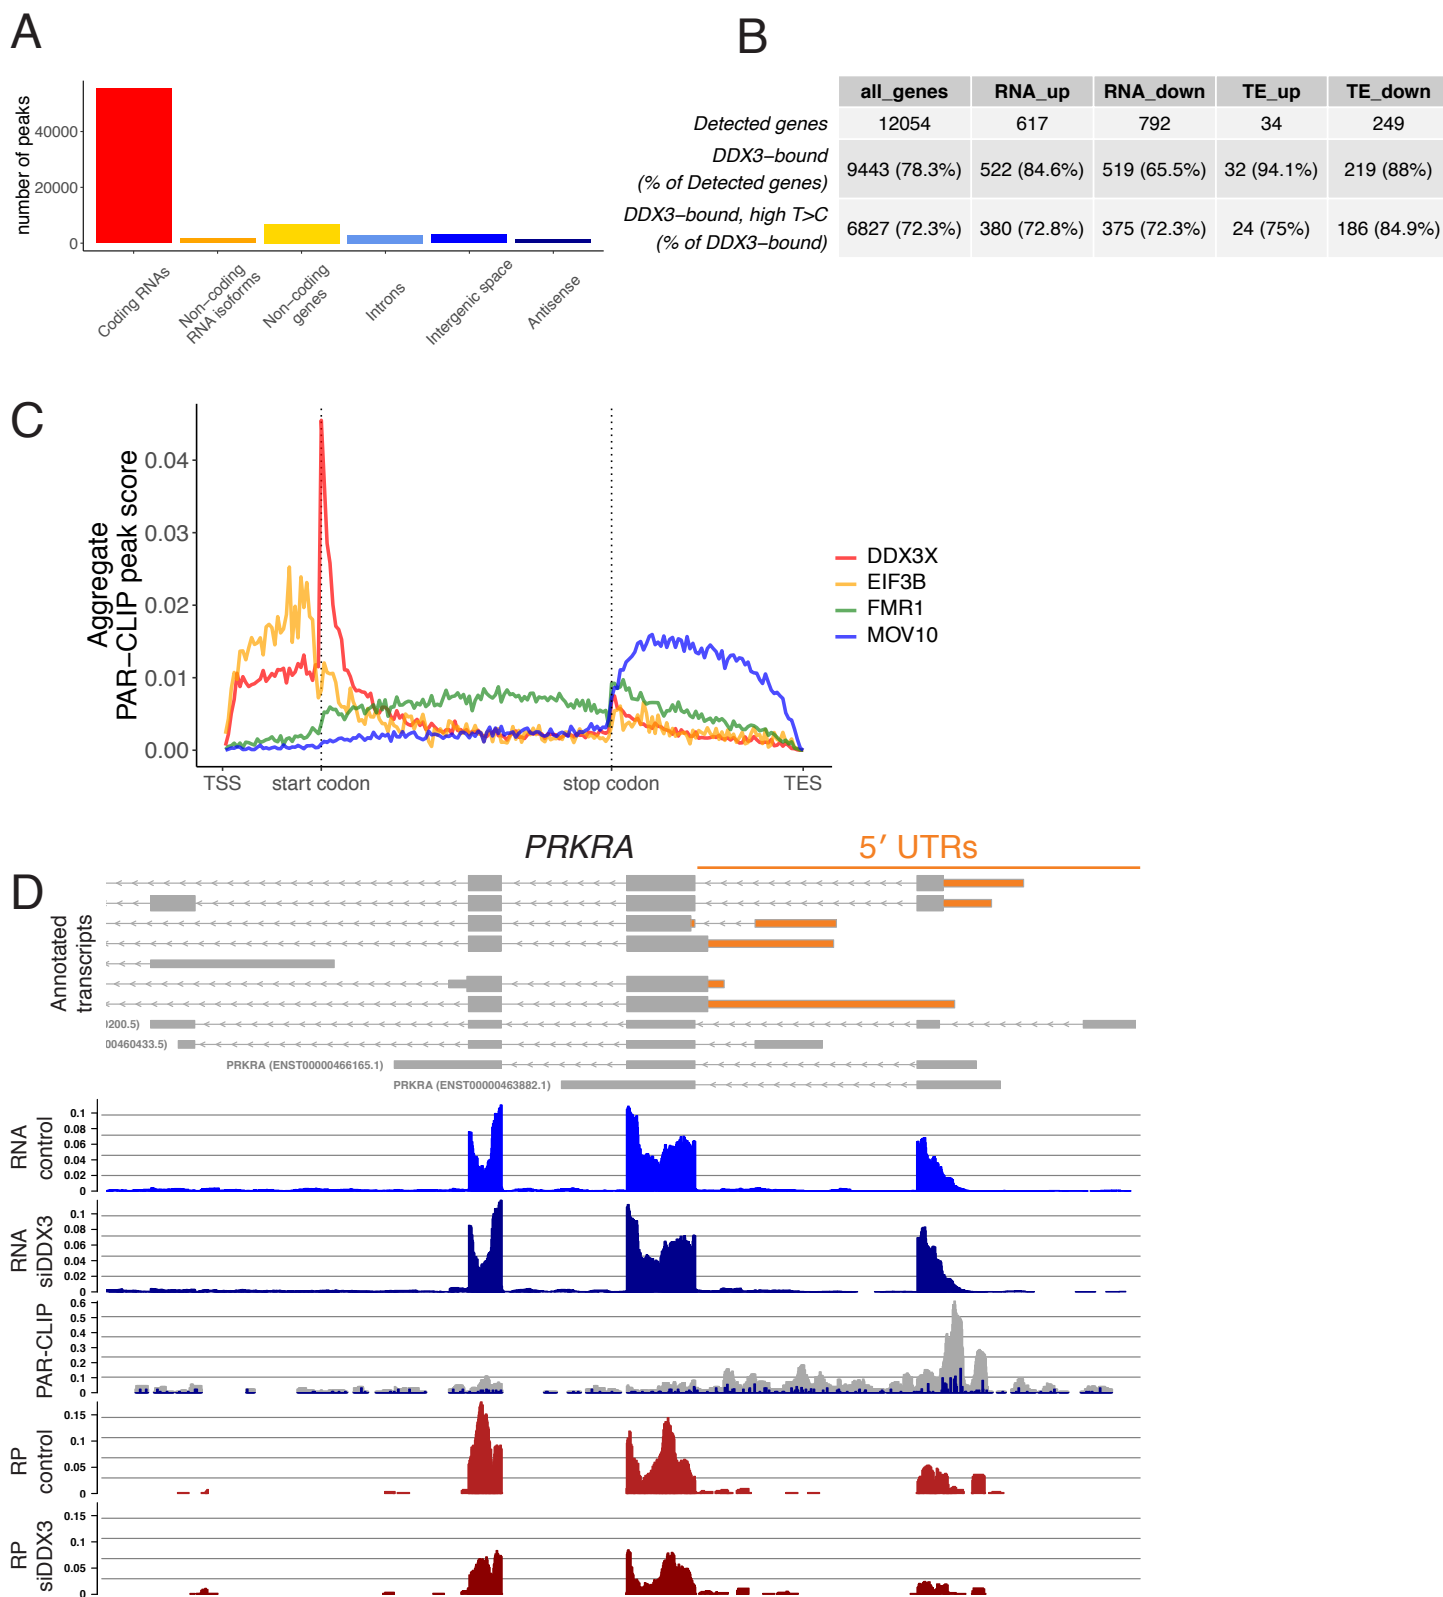 A
number of peaks
40000
20000
0
Coding RNAs
Non−coding
RNA isoforms
Non−coding
genes
Introns
Intergenic space
Antisense
B
all_genes RNA_up RNA_down TE_up TE_down
Detected genes 12054 617 792 34 249
DDX3−bound
(% of Detected genes) 9443 (78.3%) 522 (84.6%) 519 (65.5%) 32 (94.1%) 219 (88%)
DDX3−bound, high T>C
(% of DDX3−bound) 6827 (72.3%) 380 (72.8%) 375 (72.3%) 24 (75%) 186 (84.9%)
C
Aggregate
PAR−CLIP peak score
0.04
0.03
0.02
0.01
0.00
TSS start codon stop codon TES
DDX3X
EIF3B
FMR1
MOV10
D
PRKRA 5′ UTRs
Annotated
transcripts
3200.5)
00460433.5)
PRKRA (ENST00000466165.1)
PRKRA (ENST00000463882.1)
RNA
control
0.1
0.08
0.06
0.04
0.02
0
RNA
siDDX3
0.1
0.08
0.06
0.04
0.02
0
PAR-CLIP
0.6
0.5
0.4
0.3
0.2
0.1
0
RP
control
0.15
0.1
0.05
0
RP
siDDX3
0.15
0.1
0.05
0